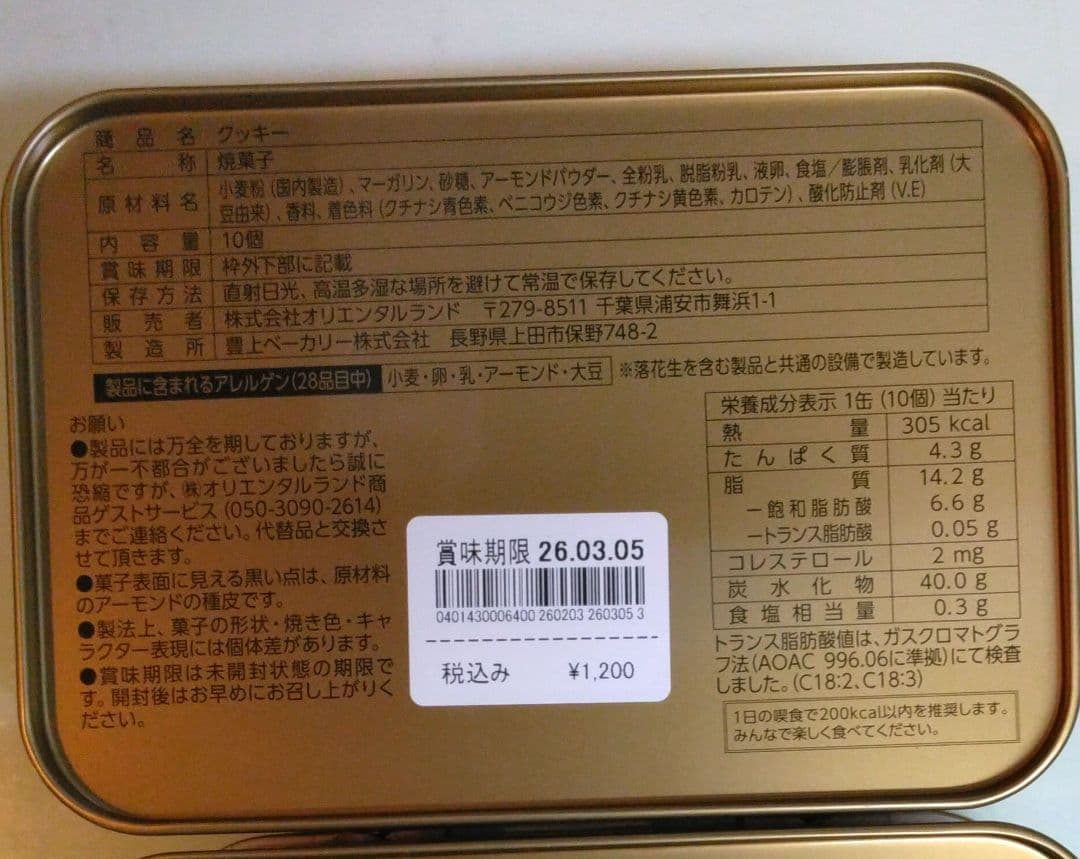 商品名 クッキー
名称 焼菓子
原材料名 小麦粉(国内製造)、マーガリン、砂糖、アーモンドパウダー、全粉乳、脱脂粉乳、液卵、食塩/膨脹剤、乳化剤(大
豆由来)、香料、着色料(クチナシ青色素、ベニコウジ色素、クチナシ黄色素、カロテン)、酸化防止剤(V.E)
内容量 10個
賞味期限 枠外下部に記載
保存方法 直射日光、高温多湿な場所を避けて常温で保存してください。
販売者 株式会社オリエンタルランド 〒279-8511 千葉県浦安市舞浜1-1
製造所 豊上ベーカリー株式会社 長野県上田市保野748-2
製品に含まれるアレルゲン(28品目中) 小麦・卵・乳・アーモンド・大豆 ※落花生を含む製品と共通の設備で製造しています。
お願い
●製品には万全を期しておりますが、
万が一不都合がございましたら誠に
恐縮ですが、㈱オリエンタルランド商
品ゲストサービス(050-3090-2614)
までご連絡ください。代替品と交換さ
せて頂きます。
●菓子表面に見える黒い点は、原材料
のアーモンドの種皮です。
●製法上、菓子の形状・焼き色・キャ
ラクター表現には個体差があります。
●賞味期限は未開封状態の期限で
す。開封後はお早めにお召し上がりく
ださい。
賞味期限 26.03.05
0401430006400 260203 260305 3
税込み ¥1,200
栄養成分表示 1缶(10個)当たり
熱量 305 kcal
たんぱく質 4.3 g
脂質 14.2 g
―飽和脂肪酸 6.6 g
―トランス脂肪酸 0.05 g
コレステロール 2 mg
炭水化物 40.0 g
食塩相当量 0.3 g
トランス脂肪酸値は、ガスクロマトグラ
フ法(AOAC 996.06に準拠)にて検査
しました。(C18:2、C18:3)
1日の喫食で200kcal以内を推奨します。
みんなで楽しく食べてください。